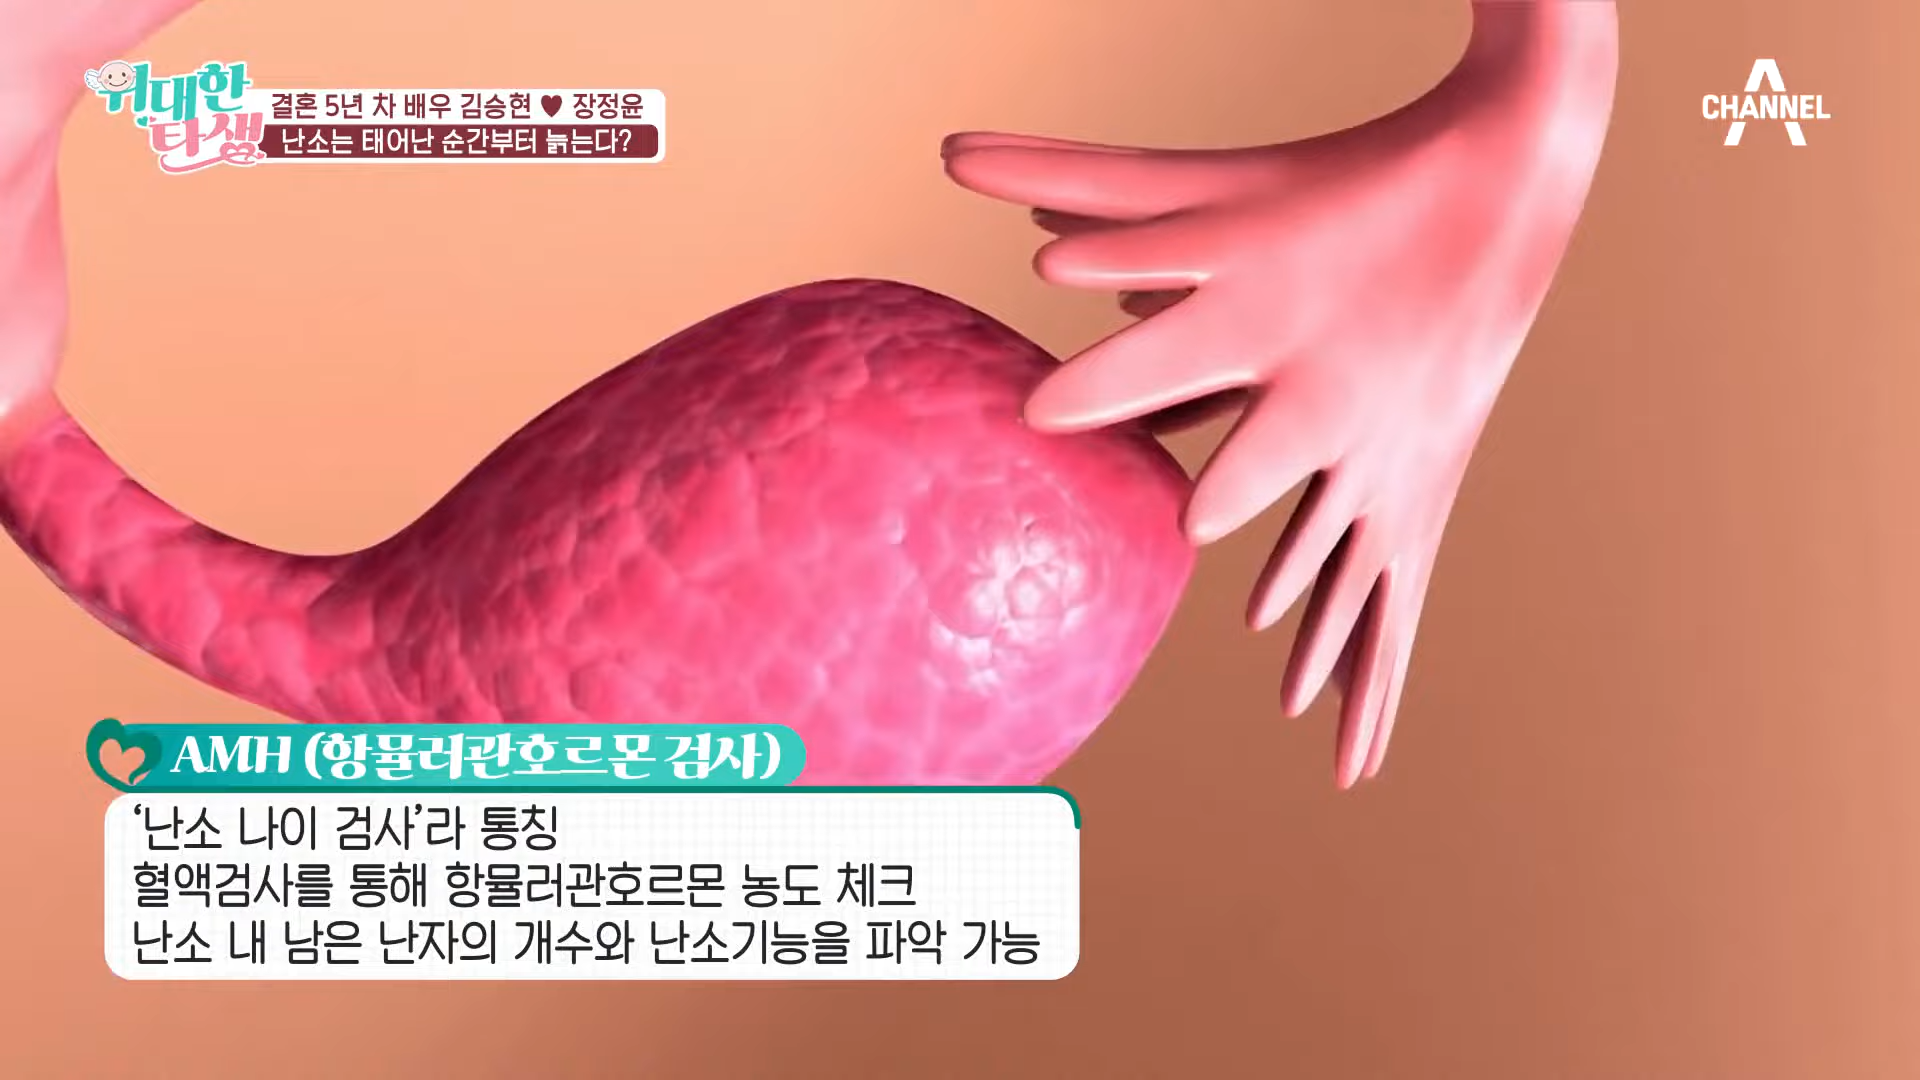 위대한
탄생
결혼 5년 차 배우 김승현 ♥ 장정윤
난소는 태어난 순간부터 늙는다?
CHANNEL A
AMH (항뮬러관호르몬 검사)
‘난소 나이 검사’라 통칭
혈액검사를 통해 항뮬러관호르몬 농도 체크
난소 내 남은 난자의 개수와 난소기능을 파악 가능